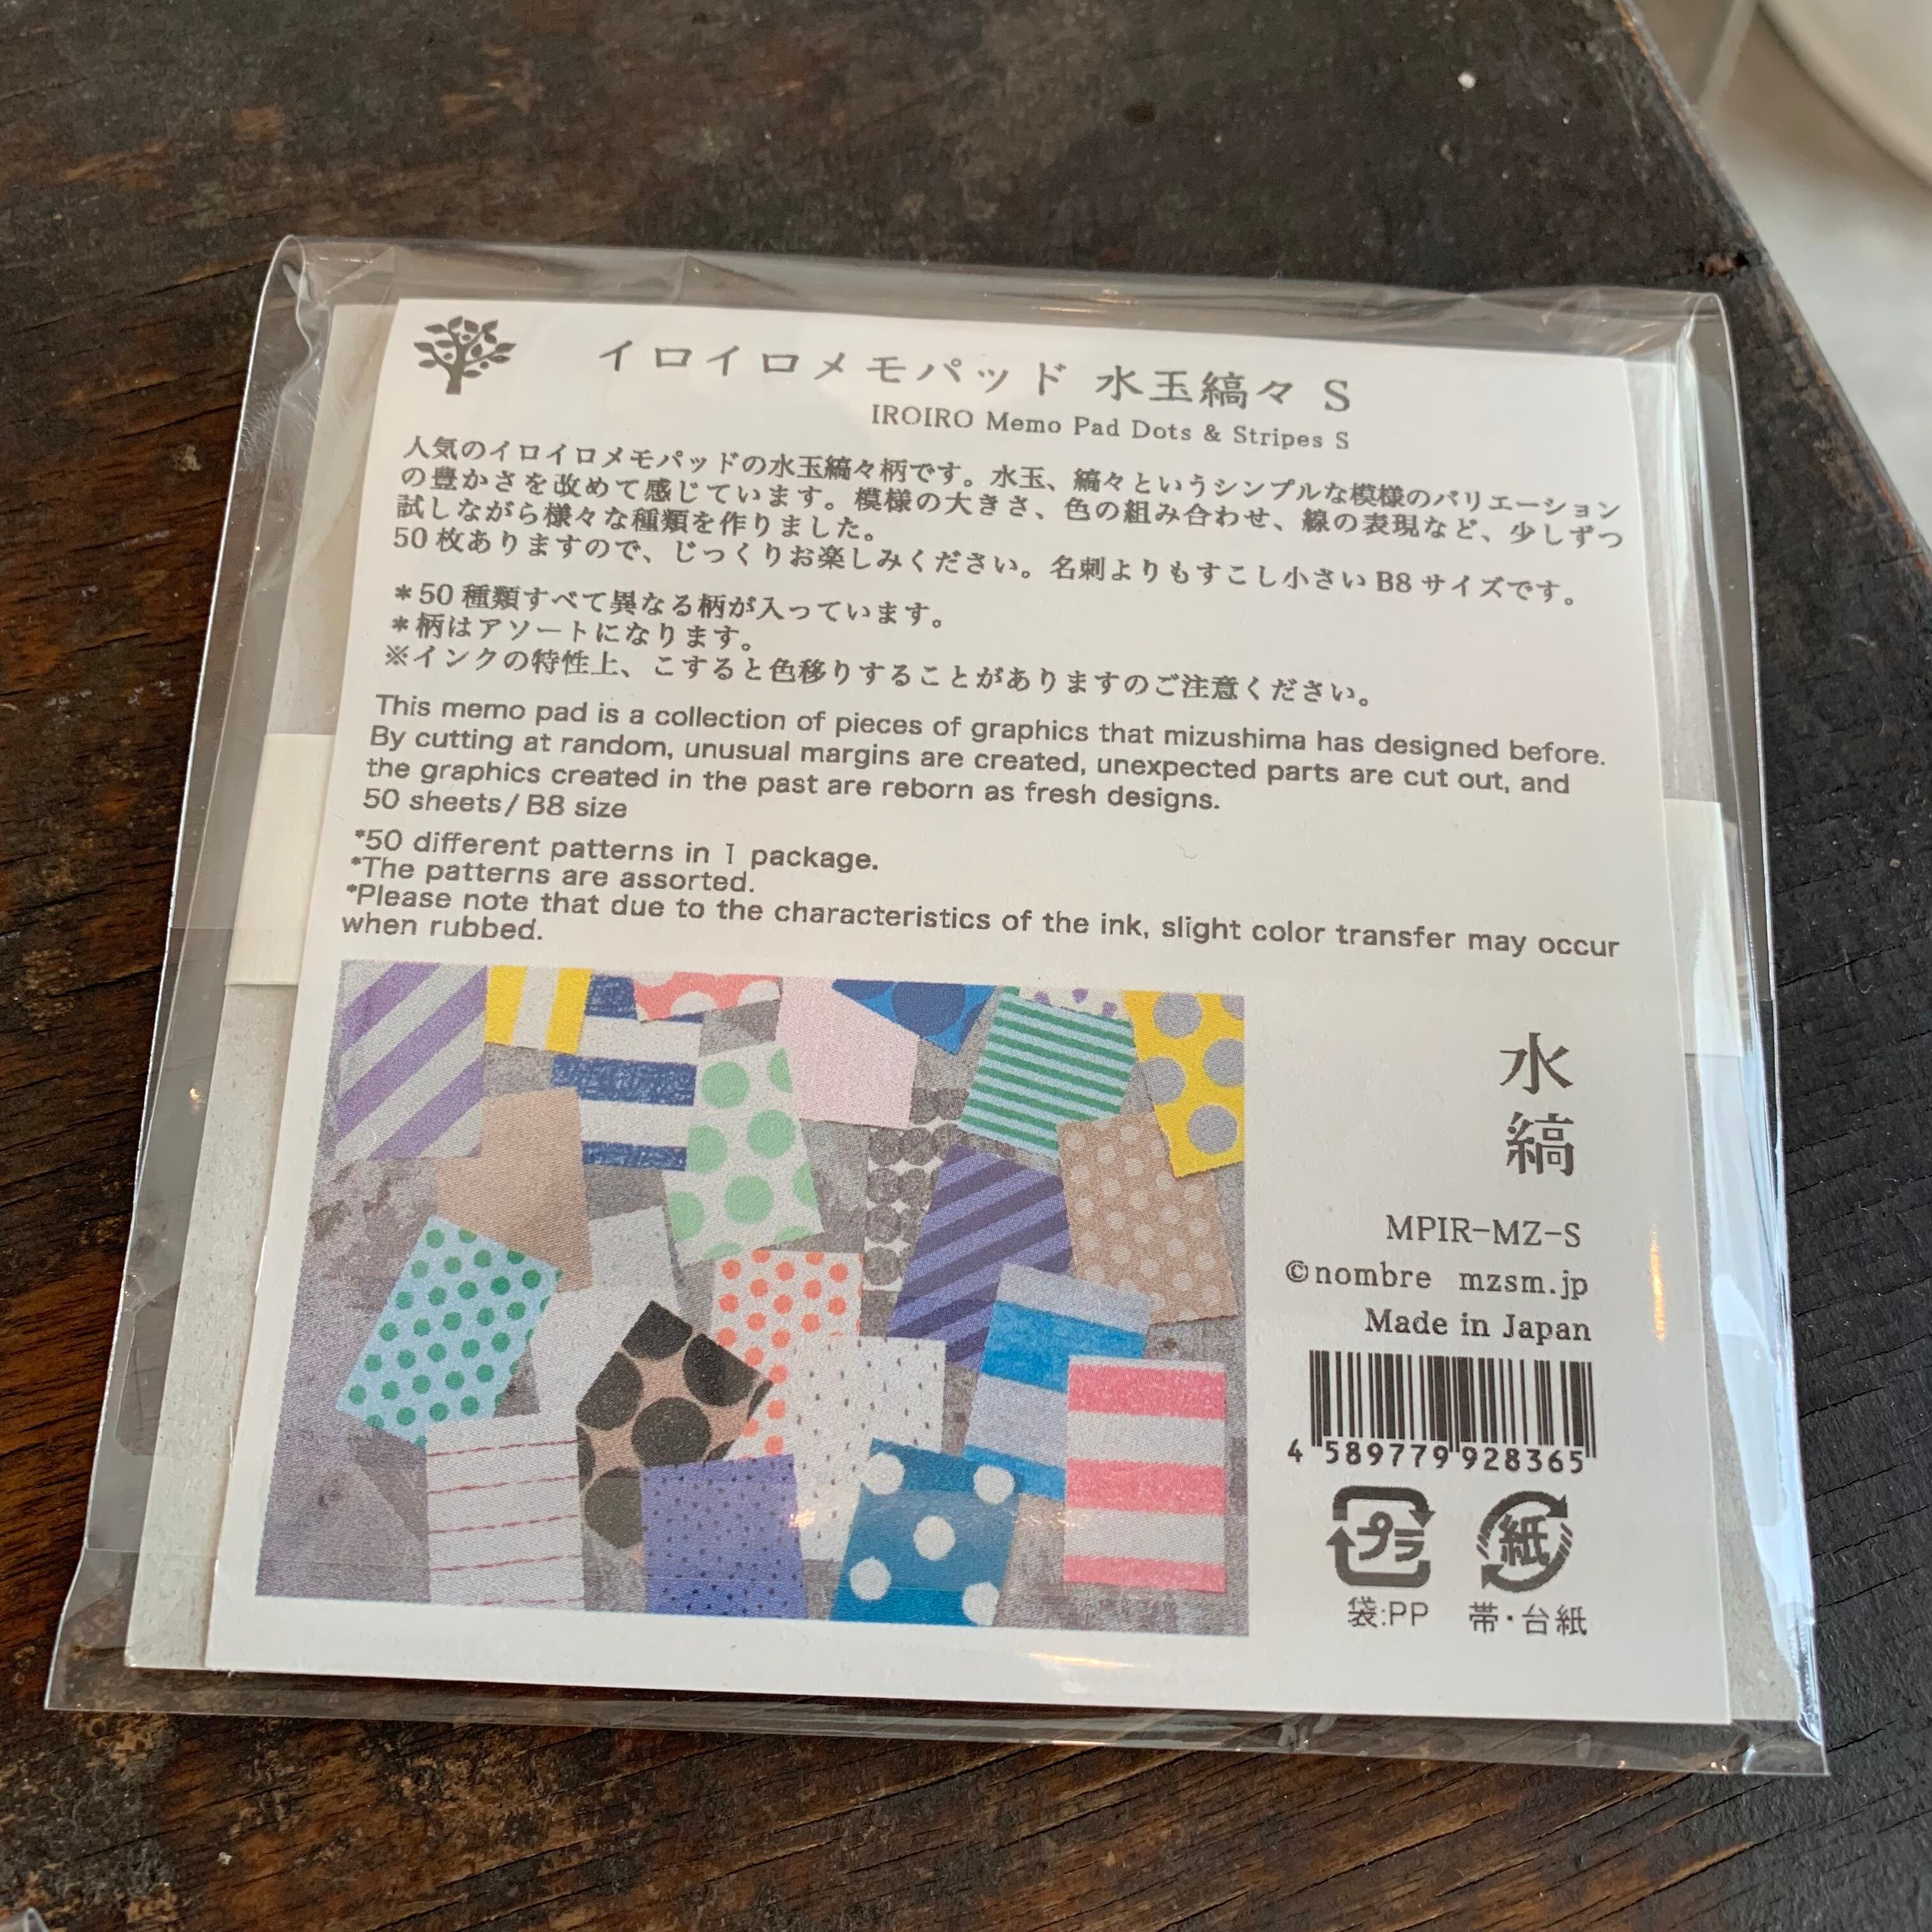 イロイロメモパッド 水玉縞々 S
IROIRO Memo Pad Dots & Stripes S
人気のイロイロメモパッドの水玉縞々柄です。水玉、縞々というシンプルな模様のバリエーション
の豊かさを改めて感じています。模様の大きさ、色の組み合わせ、線の表現など、少しずつ
試しながら様々な種類を作りました。
50枚ありますので、じっくりお楽しみください。名刺よりもすこし小さいB8サイズです。
＊50種類すべて異なる柄が入っています。
＊柄はアソートになります。
※インクの特性上、こすると色移りすることがありますのご注意ください。
This memo pad is a collection of pieces of graphics that mizushima has designed before.
By cutting at random, unusual margins are created, unexpected parts are cut out, and
the graphics created in the past are reborn as fresh designs.
50 sheets/B8 size
*50 different patterns in 1 package.
*The patterns are assorted.
*Please note that due to the characteristics of the ink, slight color transfer may occur
when rubbed.
水
縞
MPIR-MZ-S
©nombre mzsm.jp
Made in Japan
4 589779 928365
プラ 紙
袋:PP 帯・台紙